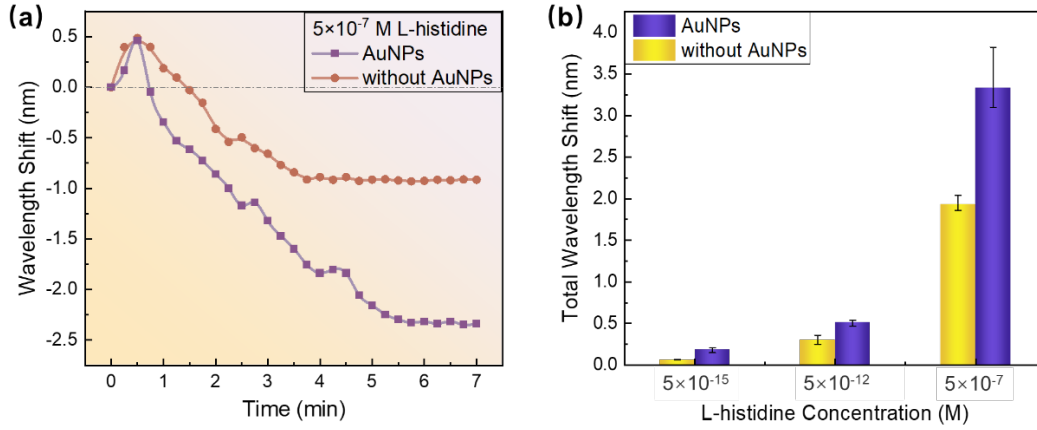 (a)
5×10⁻⁷ M L-histidine
AuNPs
without AuNPs
Wavelength Shift (nm)
0.5
0.0
-0.5
-1.0
-1.5
-2.0
-2.5
0 1 2 3 4 5 6 7
Time (min)
(b)
AuNPs
without AuNPs
Total Wavelength Shift (nm)
4.0
3.5
3.0
2.5
2.0
1.5
1.0
0.5
0.0
5×10⁻¹⁵ 5×10⁻¹² 5×10⁻⁷
L-histidine Concentration (M)